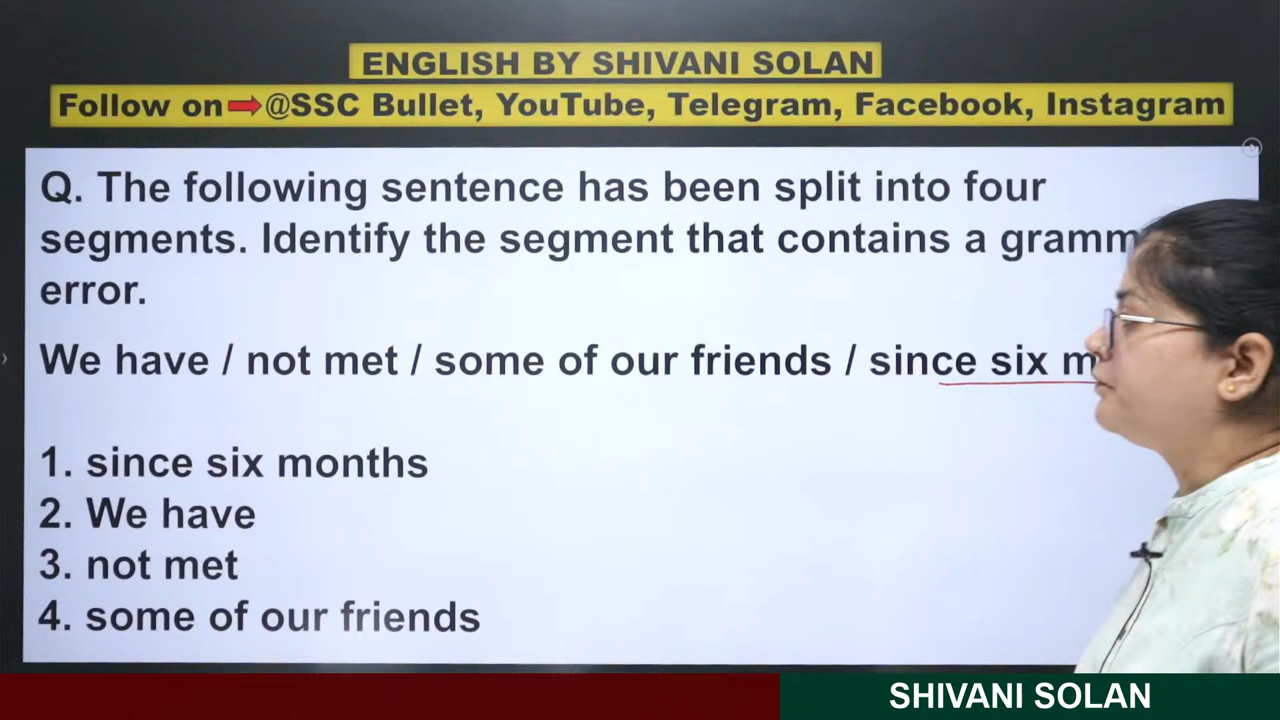 ENGLISH BY SHIVANI SOLAN
Follow on @SSC Bullet, YouTube, Telegram, Facebook, Instagram
Q. The following sentence has been split into four
segments. Identify the segment that contains a
error.
We have / not met / some of our friends / since six
1. since six months
2. We have
3. not met
4. some of our friends
SHIVANI SOLAN